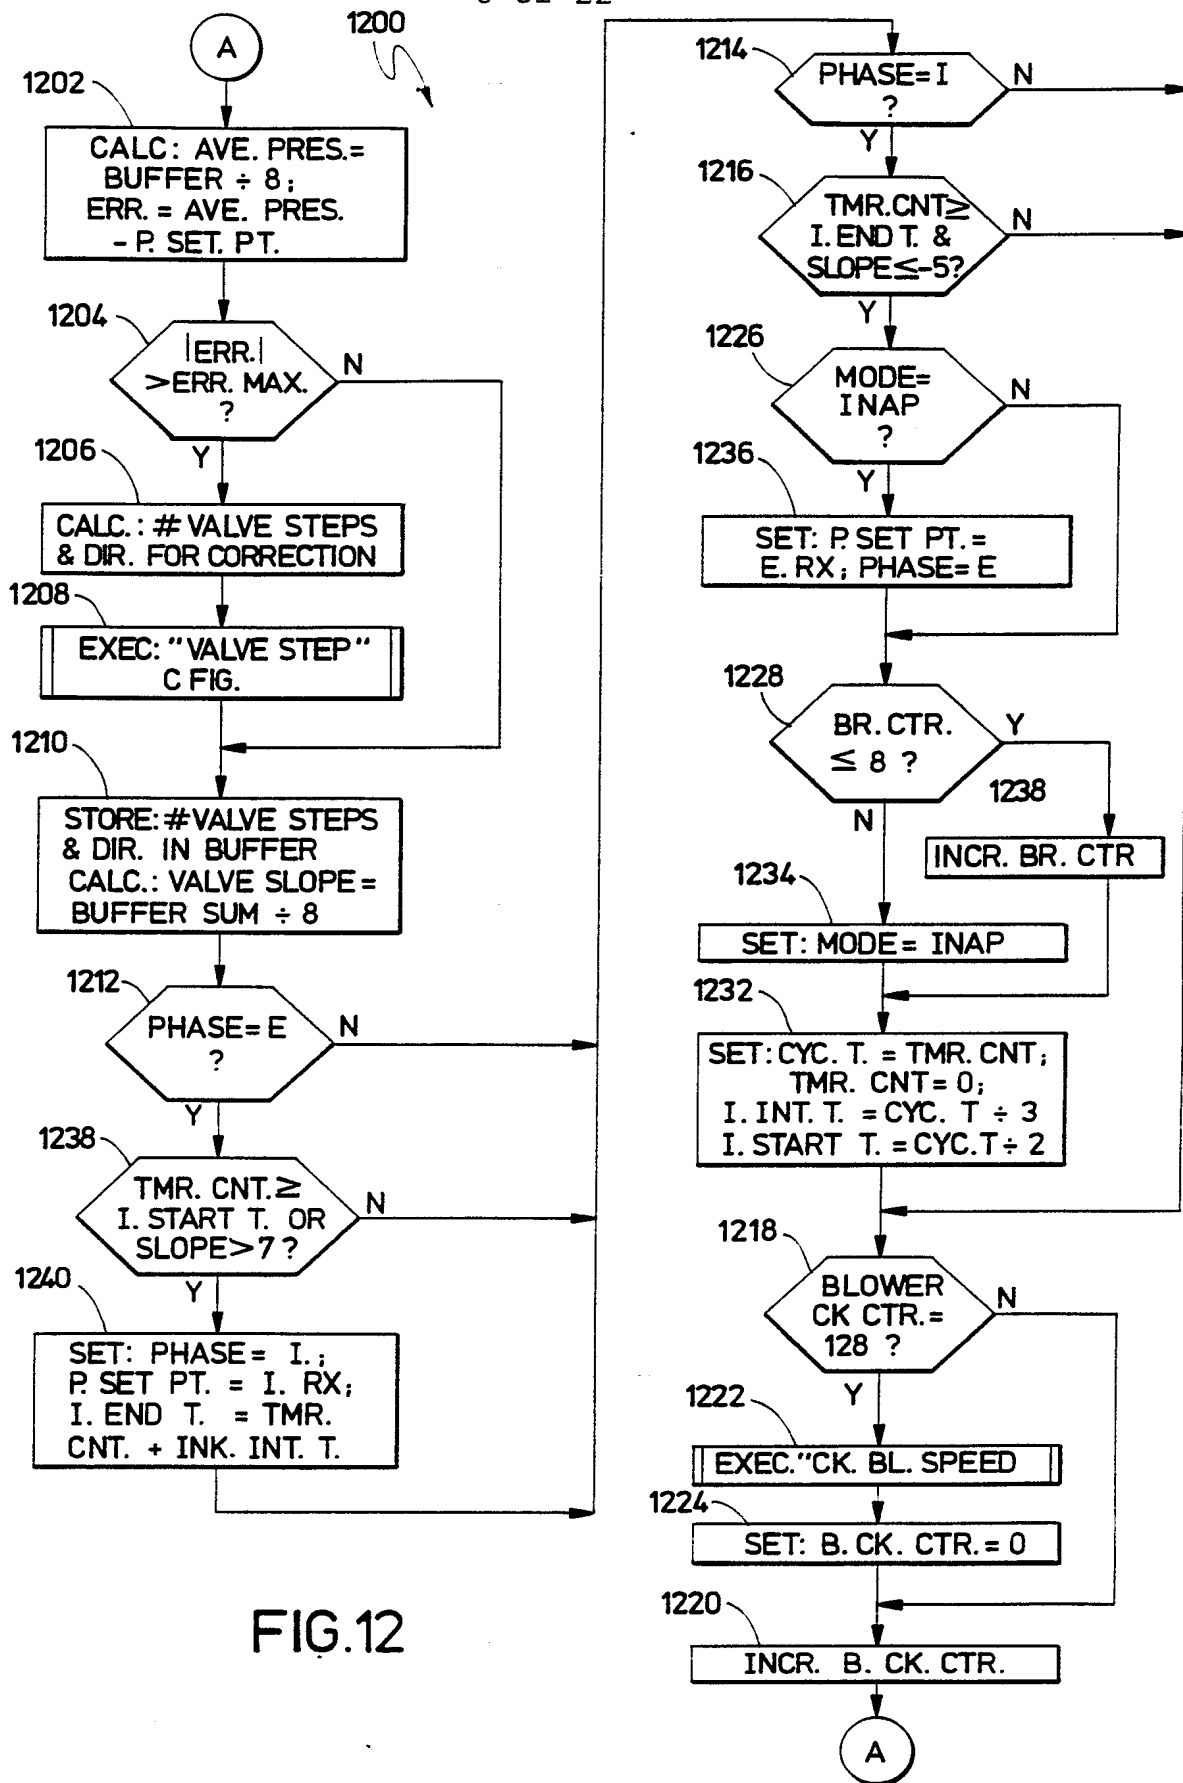 A
1200
1202
CALC: AVE. PRES.=
BUFFER ÷ 8;
ERR. = AVE. PRES.
- P. SET. PT.
1204
|ERR.|
>ERR. MAX.
?
N
Y
1206
CALC.: # VALVE STEPS
& DIR. FOR CORRECTION
1208
EXEC: "VALVE STEP"
C FIG.
1210
STORE: #VALVE STEPS
& DIR. IN BUFFER
CALC.: VALVE SLOPE=
BUFFER SUM ÷ 8
1212
PHASE= E
?
N
Y
1238
TMR. CNT.≥
I. START T. OR
SLOPE>7 ?
N
Y
1240
SET: PHASE= I.;
P. SET PT. = I. RX;
I. END T. = TMR.
CNT. + INK. INT. T.
1214
PHASE= I
?
N
Y
1216
TMR.CNT≥
I. END T. &
SLOPE≤-5?
N
Y
1226
MODE=
INAP
?
N
Y
1236
SET: P. SET PT.=
E. RX; PHASE= E
1228
BR. CTR.
≤ 8 ?
Y
N
1238
INCR. BR. CTR
1234
SET: MODE= INAP
1232
SET: CYC. T. = TMR. CNT;
TMR. CNT=0;
I. INT. T. =CYC. T ÷ 3
I. START T. =CYC.T÷ 2
1218
BLOWER
CK CTR.=
128 ?
N
Y
1222
EXEC."CK. BL. SPEED
1224
SET: B. CK. CTR.= 0
1220
INCR. B. CK. CTR.
A
FIG.12